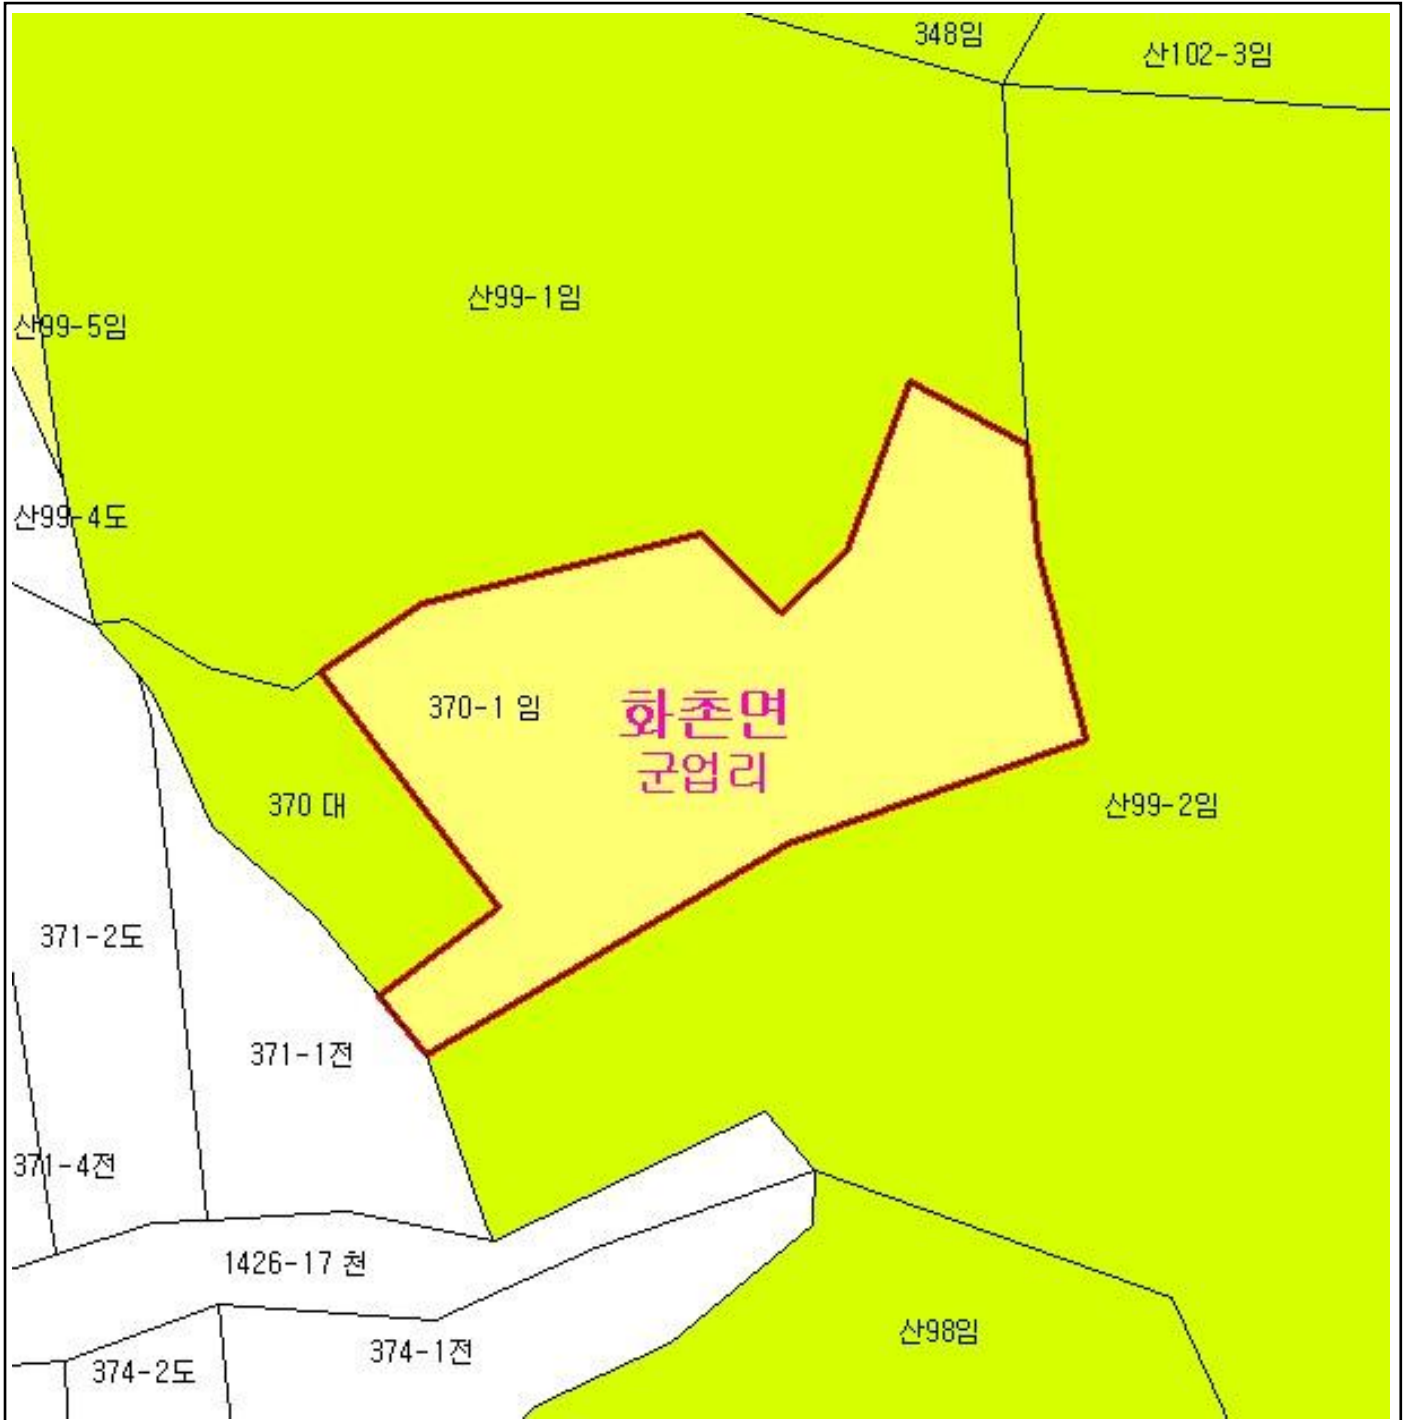 348임
산102-3임
산99-1임
산99-5임
산99-4도
370-1 임
화촌면
군업리
370 대
산99-2임
371-2도
371-1전
371-4전
1426-17 천
산98임
374-1전
374-2도